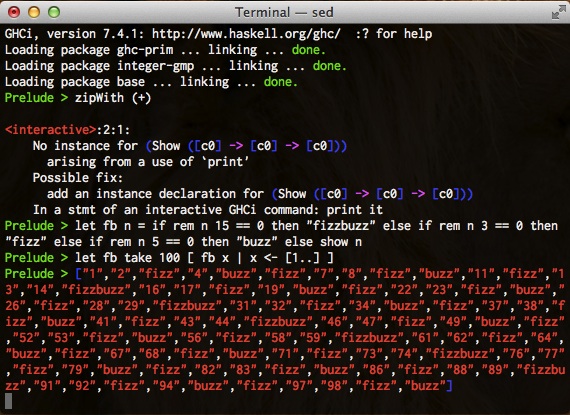 Terminal — sed
GHCi, version 7.4.1: http://www.haskell.org/ghc/  :? for help
Loading package ghc-prim ... linking ... done.
Loading package integer-gmp ... linking ... done.
Loading package base ... linking ... done.
Prelude > zipWith (+)
<interactive>:2:1:
    No instance for (Show ([c0] -> [c0] -> [c0]))
      arising from a use of `print'
    Possible fix:
      add an instance declaration for (Show ([c0] -> [c0] -> [c0]))
    In a stmt of an interactive GHCi command: print it
Prelude > let fb n = if rem n 15 == 0 then "fizzbuzz" else if rem n 3 == 0 then
"fizz" else if rem n 5 == 0 then "buzz" else show n
Prelude > let fb take 100 [ fb x | x <- [1..] ]
Prelude > ["1","2","fizz","4","buzz","fizz","7","8","fizz","buzz","11","fizz","1
3","14","fizzbuzz","16","17","fizz","19","buzz","fizz","22","23","fizz","buzz","
26","fizz","28","29","fizzbuzz","31","32","fizz","34","buzz","fizz","37","38","f
izz","buzz","41","fizz","43","44","fizzbuzz","46","47","fizz","49","buzz","fizz"
,"52","53","fizz","buzz","56","fizz","58","59","fizzbuzz","61","62","fizz","64",
"buzz","fizz","67","68","fizz","buzz","71","fizz","73","74","fizzbuzz","76","77"
,"fizz","79","buzz","fizz","82","83","fizz","buzz","86","fizz","88","89","fizzbu
zz","91","92","fizz","94","buzz","fizz","97","98","fizz","buzz"]